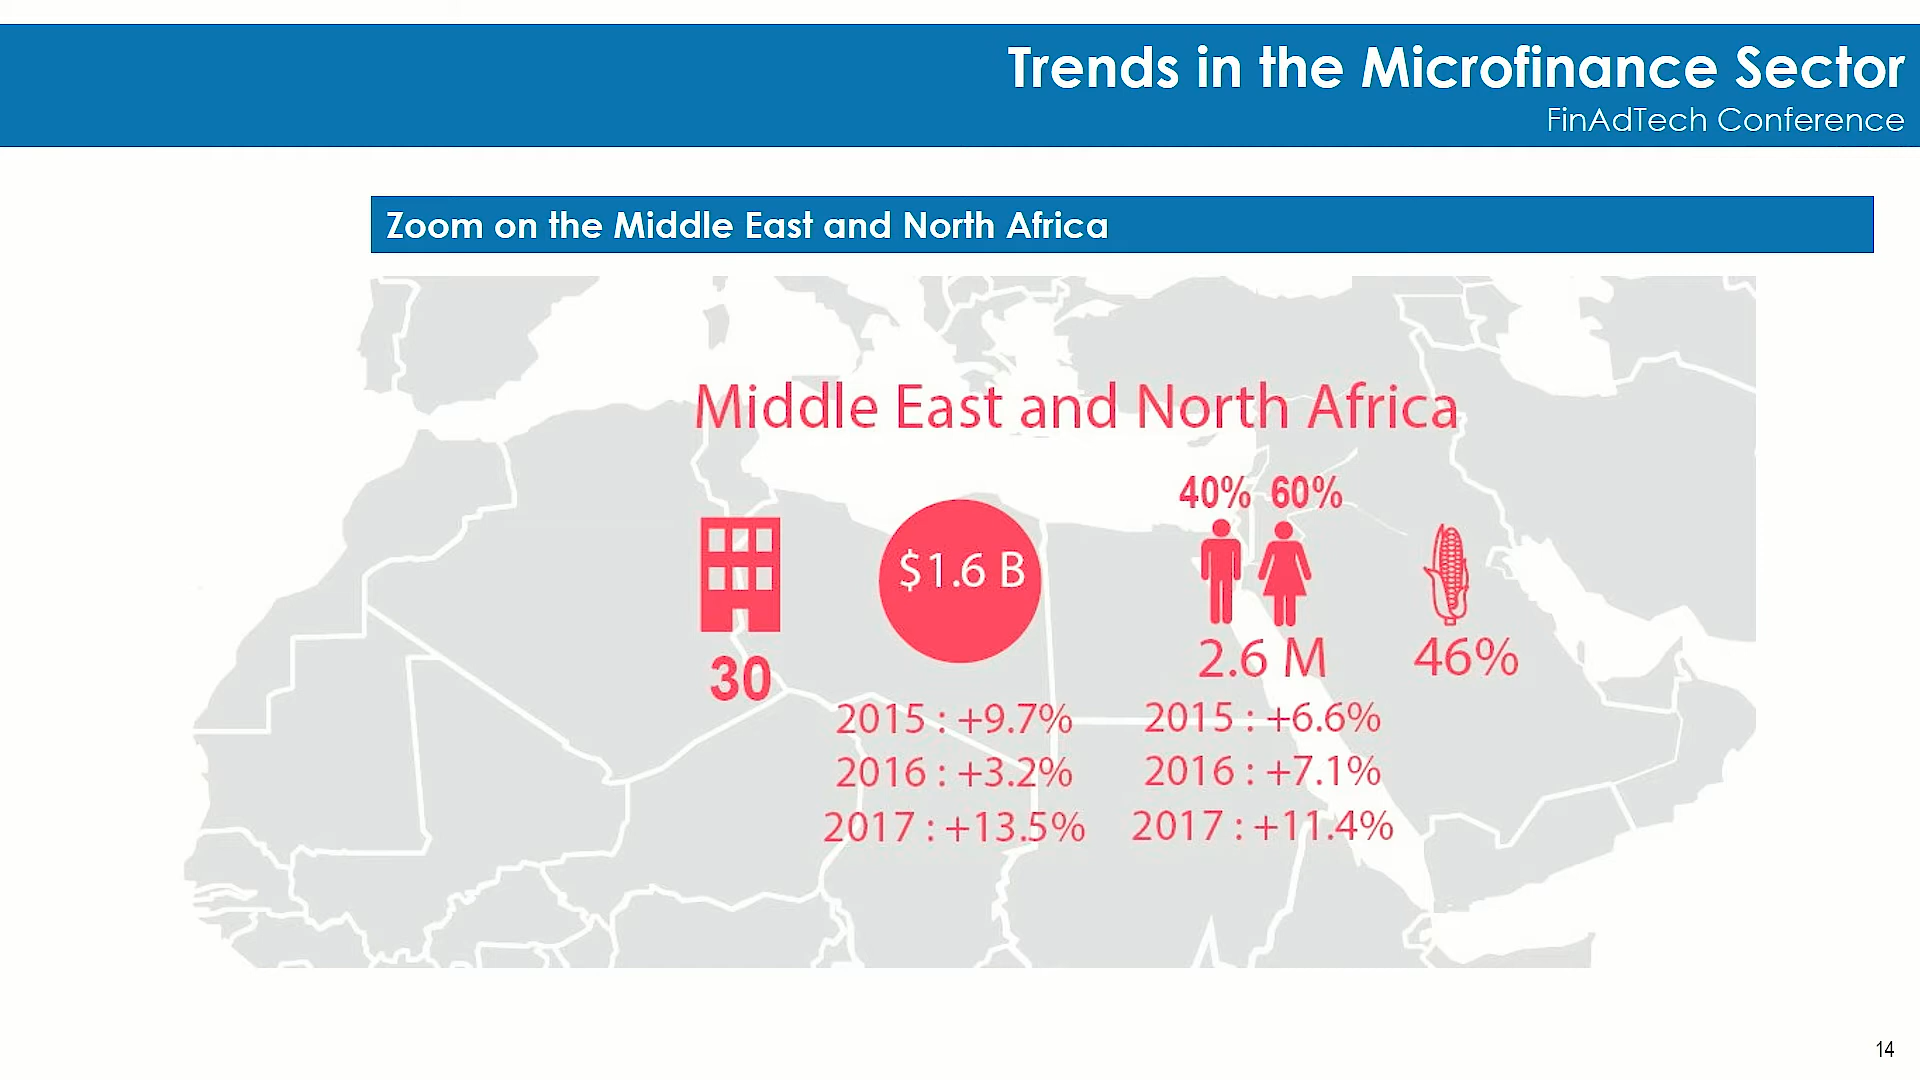 Trends in the Microfinance Sector
FinAdTech Conference
Zoom on the Middle East and North Africa
Middle East and North Africa
40% 60%
$1.6 B
30
2.6 M
46%
2015 : +9.7%
2016 : +3.2%
2017 : +13.5%
2015 : +6.6%
2016 : +7.1%
2017 : +11.4%
14